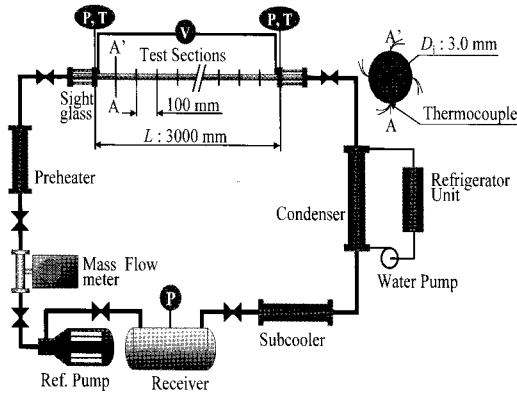 P, T
P, T
V
A'
Test Sections
A'
Di : 3.0 mm
Sight
glass
A
100 mm
A
Thermocouple
L : 3000 mm
Preheater
Condenser
Refrigerator
Unit
Mass Flow
meter
Water Pump
P
Subcooler
Ref. Pump
Receiver